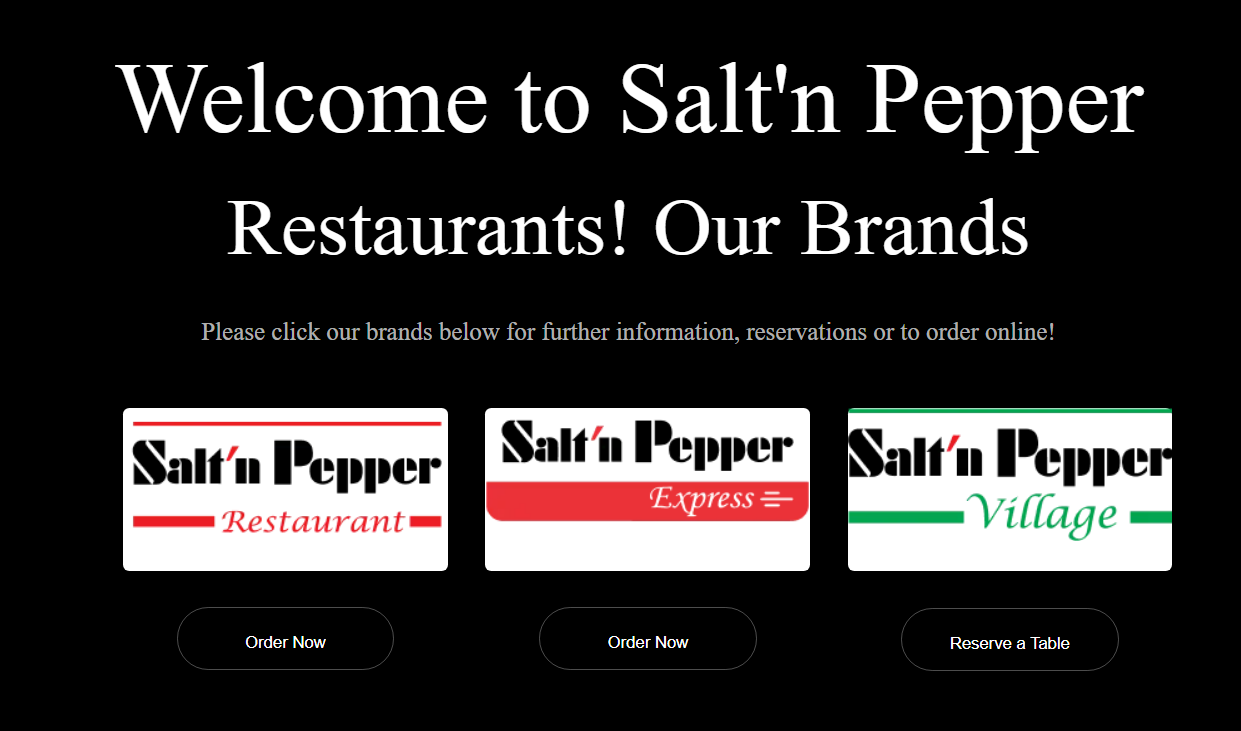 Welcome to Salt'n Pepper
Restaurants! Our Brands
Please click our brands below for further information, reservations or to order online!
Salt'n Pepper
Restaurant
Salt'n Pepper
Express
Salt'n Pepper
Village
Order Now
Order Now
Reserve a Table